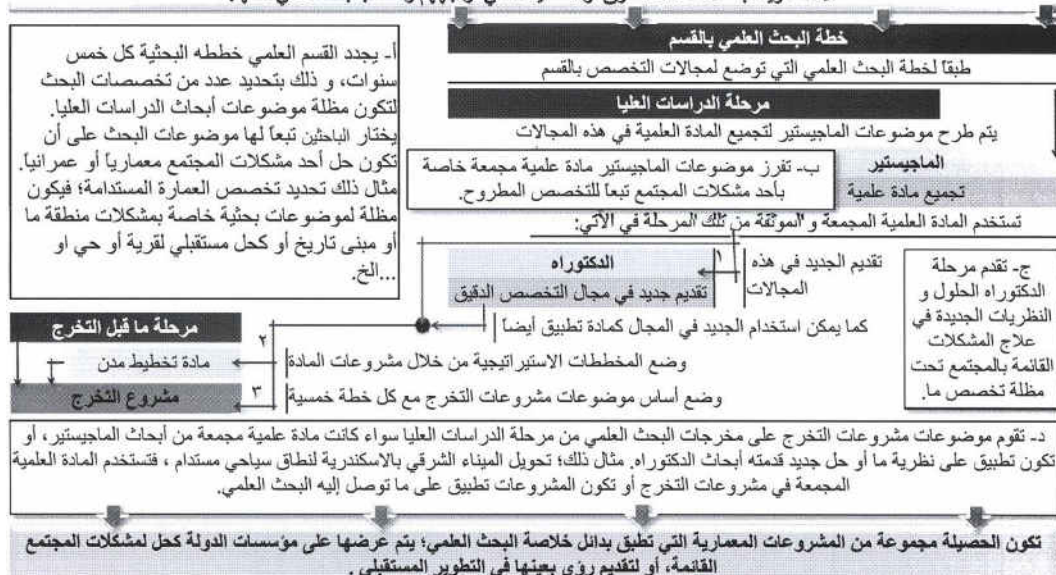 خطة البحث العلمي بالقسم
طبقاً لخطة البحث العلمي التي توضع لمجالات التخصص بالقسم
مرحلة الدراسات العليا
يتم طرح موضوعات الماجيستير لتجميع المادة العلمية في هذه المجالات
الماجيستير
تجميع مادة علمية
ب- تفرز موضوعات الماجيستير مادة علمية مجمعة خاصة
بأحد مشكلات المجتمع تبعاً للتخصص المطروح.
تستخدم المادة العلمية المجمعة و الموثقة من تلك المرحلة في الآتي:
أ- يجدد القسم العلمي خططه البحثية كل خمس
سنوات، و ذلك بتحديد عدد من تخصصات البحث
لتكون مظلة موضوعات أبحاث الدراسات العليا.
يختار الباحثين تبعاً لها موضوعات البحث على أن
تكون حل أحد مشكلات المجتمع معمارياً أو عمرانياً.
مثال ذلك تحديد تخصص العمارة المستدامة؛ فيكون
مظلة لموضوعات بحثية خاصة بمشكلات منطقة ما
أو مبنى تاريخ أو كحل مستقبلي لقرية أو حي او
...الخ.
ج- تقدم مرحلة
الدكتوراه الحلول و
النظريات الجديدة في
علاج المشكلات
القائمة بالمجتمع تحت
مظلة تخصص ما.
تقديم الجديد في هذه
المجالات
١
الدكتوراه
تقديم جديد في مجال التخصص الدقيق
كما يمكن استخدام الجديد في المجال كمادة تطبيق أيضاً
وضع المخططات الاستيراتيجية من خلال مشروعات المادة
٢
وضع أساس موضوعات مشروعات التخرج مع كل خطة خمسية
٣
مرحلة ما قبل التخرج
مادة تخطيط مدن
مشروع التخرج
د- تقوم موضوعات مشروعات التخرج على مخرجات البحث العلمي من مرحلة الدراسات العليا سواء كانت مادة علمية مجمعة من أبحاث الماجيستير، أو
تكون تطبيق على نظرية ما أو حل جديد قدمته أبحاث الدكتوراه. مثال ذلك؛ تحويل الميناء الشرقي بالاسكندرية لنطاق سياحي مستدام ، فتستخدم المادة العلمية
المجمعة في مشروعات التخرج أو تكون المشروعات تطبيق على ما توصل إليه البحث العلمي.
تكون الحصيلة مجموعة من المشروعات المعمارية التي تطبق بدائل خلاصة البحث العلمي؛ يتم عرضها على مؤسسات الدولة كحل لمشكلات المجتمع
القائمة، أو لتقديم رؤى بعينها في التطوير المستقبلي .